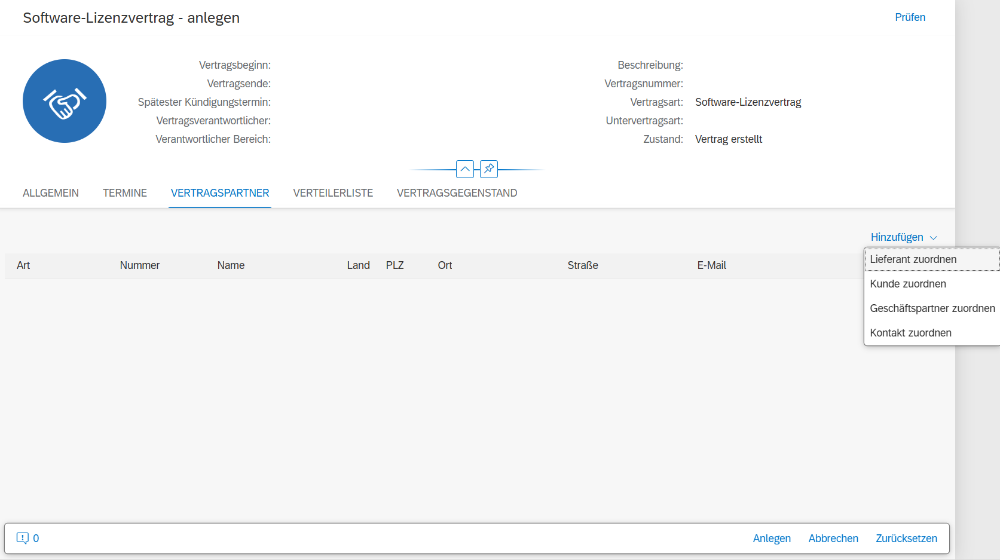 Software-Lizenzvertrag - anlegen
Prüfen
Vertragsbeginn:
Vertragsende:
Spätester Kündigungstermin:
Vertragsverantwortlicher:
Verantwortlicher Bereich:
Beschreibung:
Vertragsnummer:
Vertragsart: Software-Lizenzvertrag
Untervertragsart:
Zustand: Vertrag erstellt
ALLGEMEIN TERMINE VERTRAGSPARTNER VERTEILERLISTE VERTRAGSGEGENSTAND
Hinzufügen
Lieferant zuordnen
Kunde zuordnen
Geschäftspartner zuordnen
Kontakt zuordnen
Art Nummer Name Land PLZ Ort Straße E-Mail
0
Anlegen Abbrechen Zurücksetzen